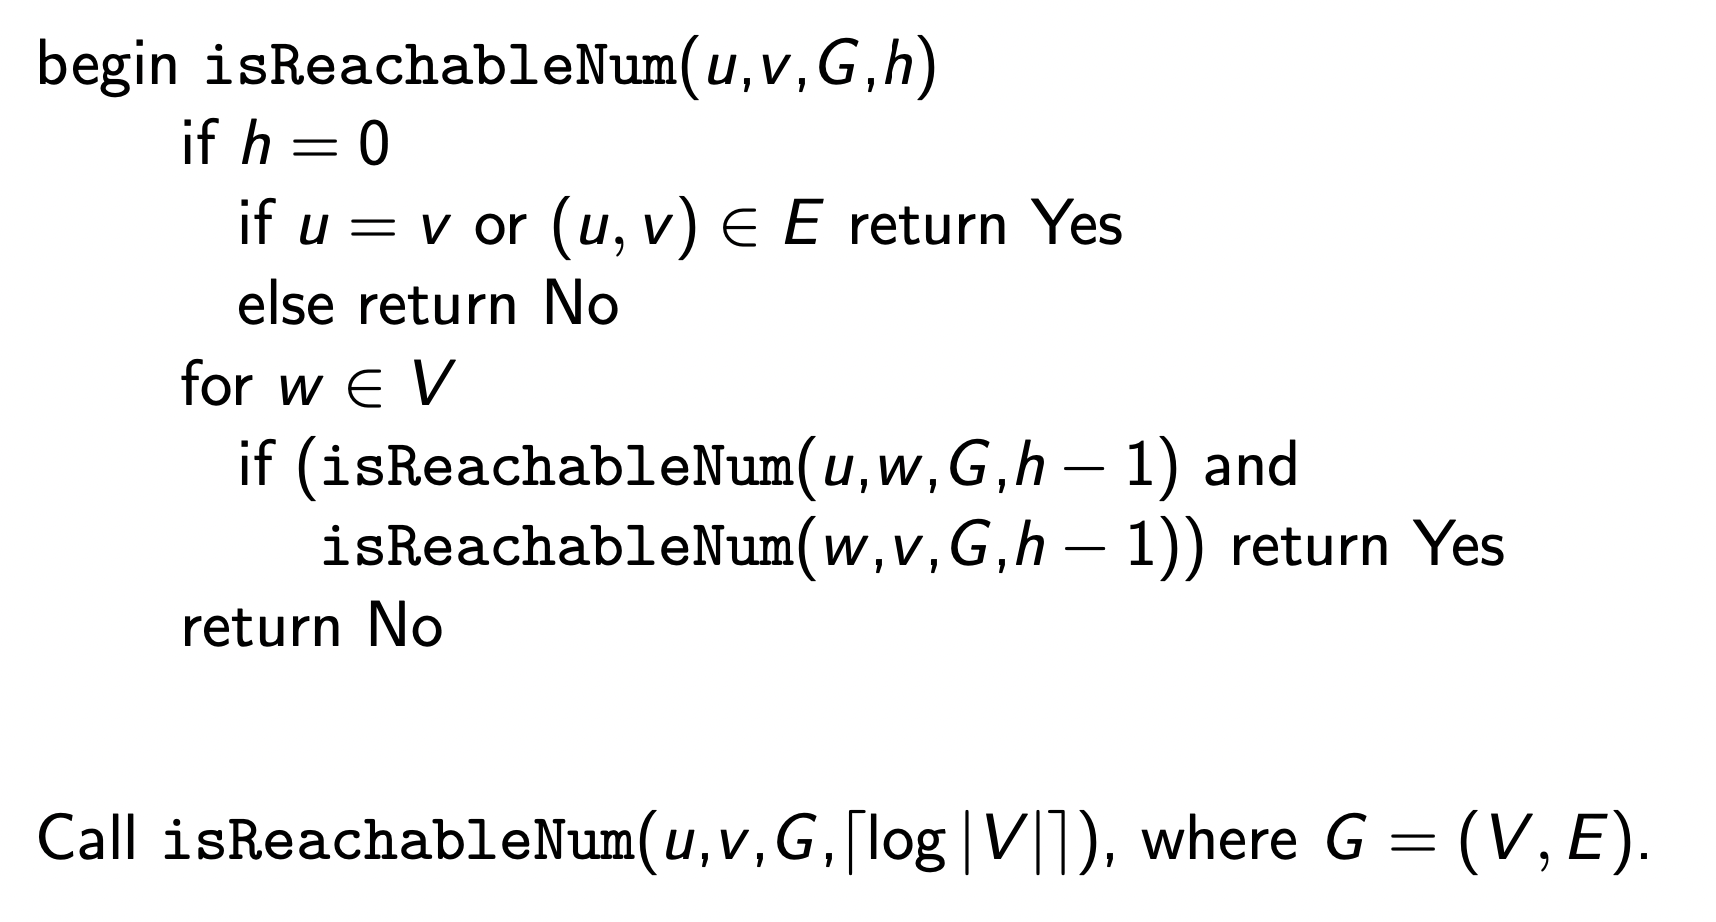 begin isReachableNum(u,v,G,h)
if h = 0
if u = v or (u, v) ∈ E return Yes
else return No
for w ∈ V
if (isReachableNum(u,w,G,h − 1) and
isReachableNum(w,v,G,h − 1)) return Yes
return No
Call isReachableNum(u,v,G,⌈log |V|⌉), where G = (V, E).